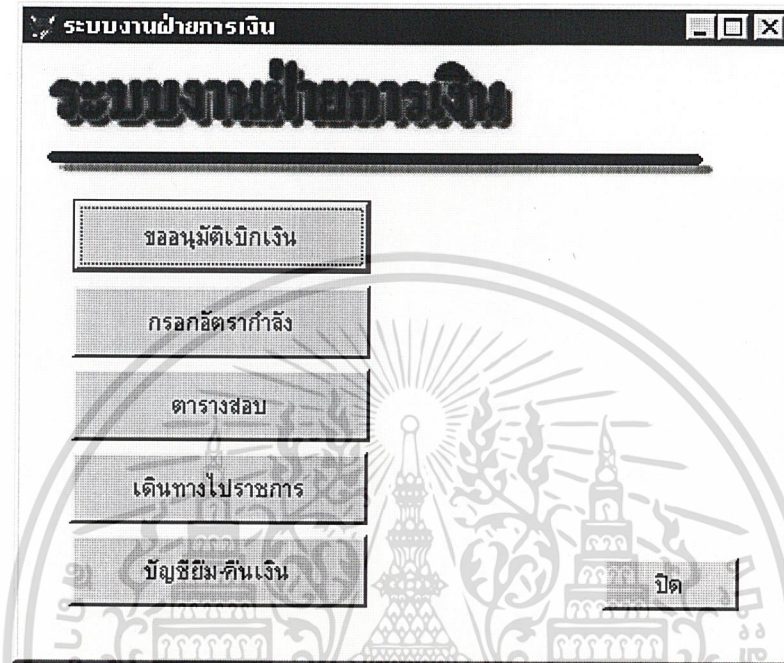 ระบบงานฝ่ายการเงิน
ระบบงานฝ่ายการเงิน
ขออนุมัติเบิกเงิน
กรอกอัตรากำลัง
ตารางสอบ
เดินทางไปราชการ
บัญชียืม-คืนเงิน
ปิด